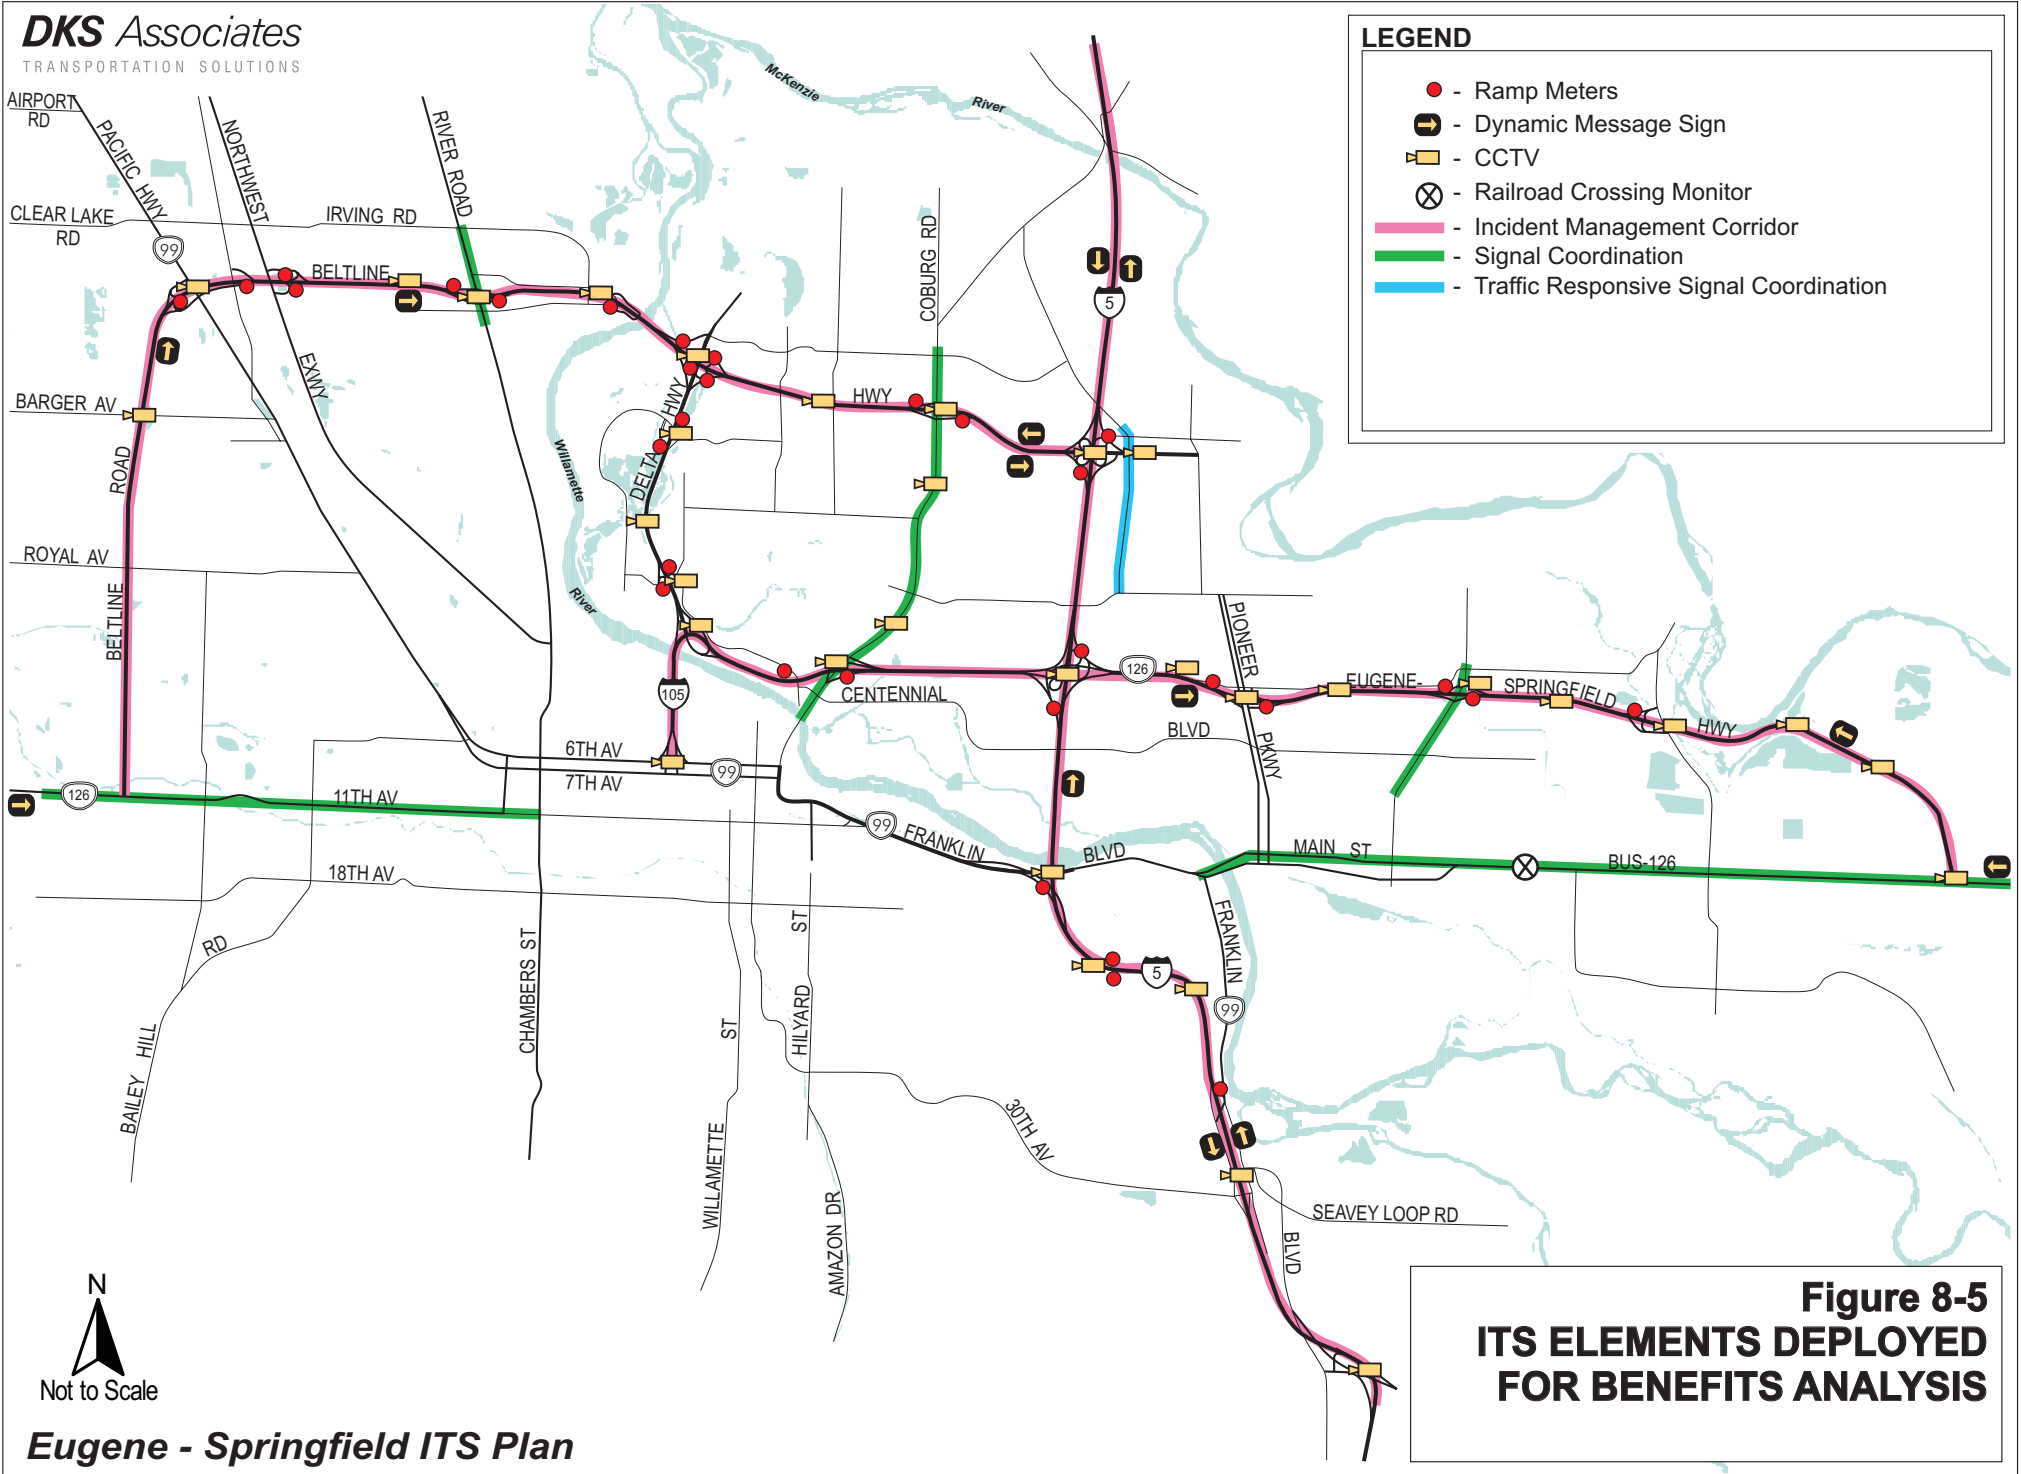 DKS Associates
TRANSPORTATION SOLUTIONS
LEGEND
- Ramp Meters
- Dynamic Message Sign
- CCTV
- Railroad Crossing Monitor
- Incident Management Corridor
- Signal Coordination
- Traffic Responsive Signal Coordination
McKenzie
River
AIRPORT
RD
PACIFIC HWY
NORTHWEST
RIVER ROAD
CLEAR LAKE
RD
IRVING RD
COBURG RD
99
BELTLINE
5
EXWY
HWY
HWY
BARGER AV
DELTA
ROAD
Willamette
ROYAL AV
BELTLINE
River
PIONEER
126
105
CENTENNIAL
EUGENE-
SPRINGFIELD
HWY
BLVD
PKWY
6TH AV
99
7TH AV
126
11TH AV
99
FRANKLIN
BLVD
MAIN ST
BUS-126
18TH AV
FRANKLIN
RD
ST
CHAMBERS ST
5
99
HILYARD
ST
BAILEY HILL
30TH AV
WILLAMETTE
AMAZON DR
SEAVEY LOOP RD
BLVD
N
Not to Scale
Figure 8-5
ITS ELEMENTS DEPLOYED
FOR BENEFITS ANALYSIS
Eugene - Springfield ITS Plan